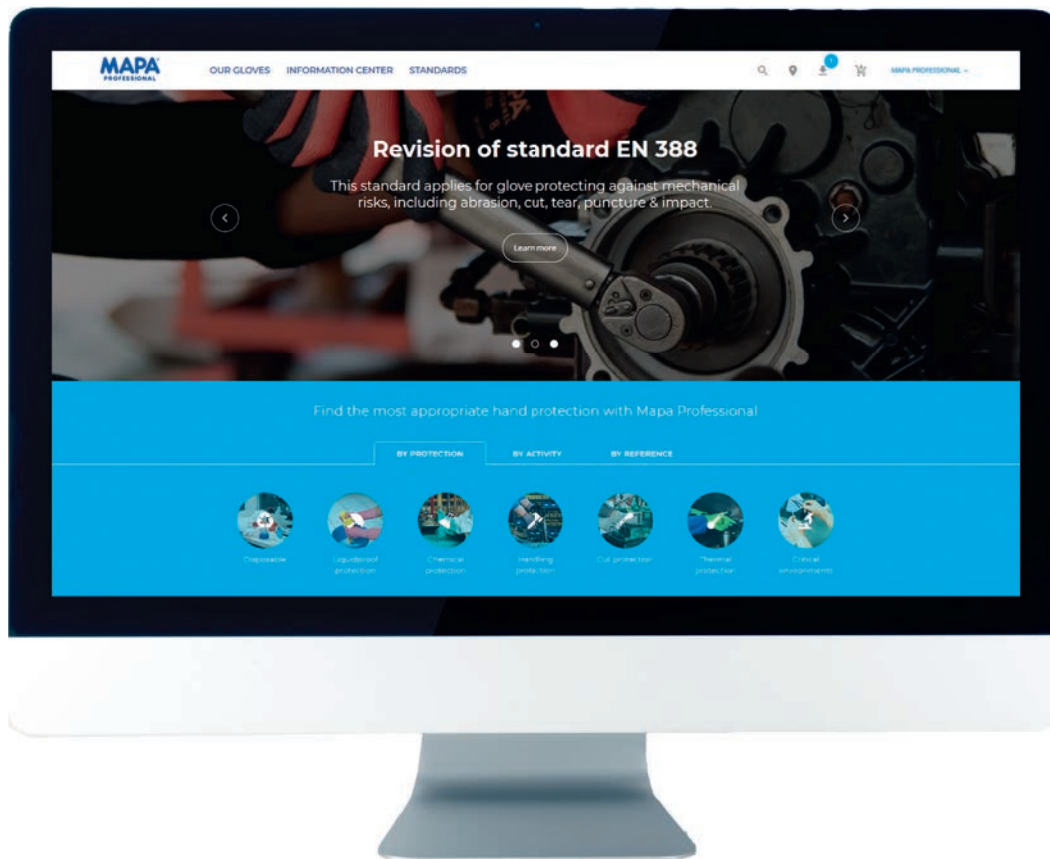 MAPA
PROFESSIONAL
OUR GLOVES INFORMATION CENTER STANDARDS
1
MAPA PROFESSIONAL
Revision of standard EN 388
This standard applies for glove protecting against mechanical
risks, including abrasion, cut, tear, puncture & impact.
Learn more
Find the most appropriate hand protection with Mapa Professional
BY PROTECTION BY ACTIVITY BY REFERENCE
Disposable Liquidproof Chemical Handling Cut protection Thermal Critical
protection protection protection protection environments